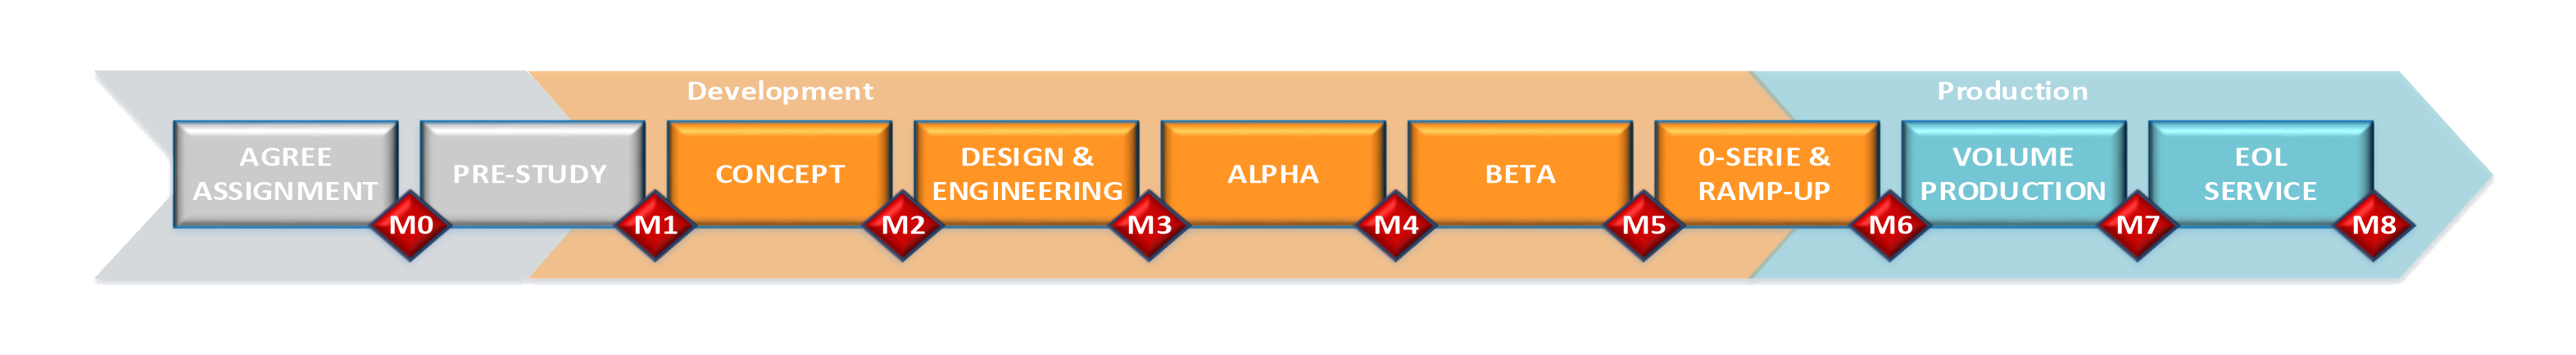 Development
Production
AGREE
ASSIGNMENT
PRE-STUDY
CONCEPT
DESIGN &
ENGINEERING
ALPHA
BETA
0-SERIE &
RAMP-UP
VOLUME
PRODUCTION
EOL
SERVICE
M0
M1
M2
M3
M4
M5
M6
M7
M8